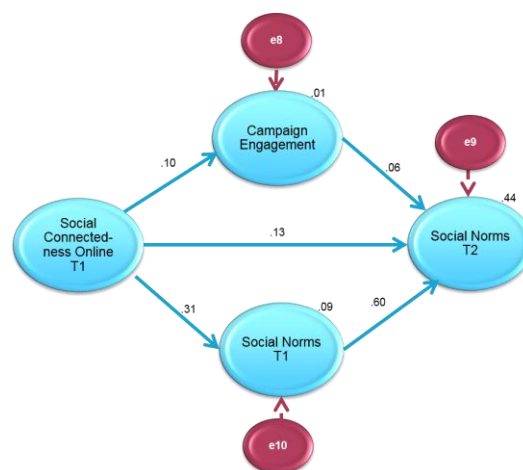 e8
.01
Campaign
Engagement
e9
.10
.06
.44
Social
Connected-
ness Online
T1
.13
Social Norms
T2
.31
.09
.60
Social Norms
T1
e10